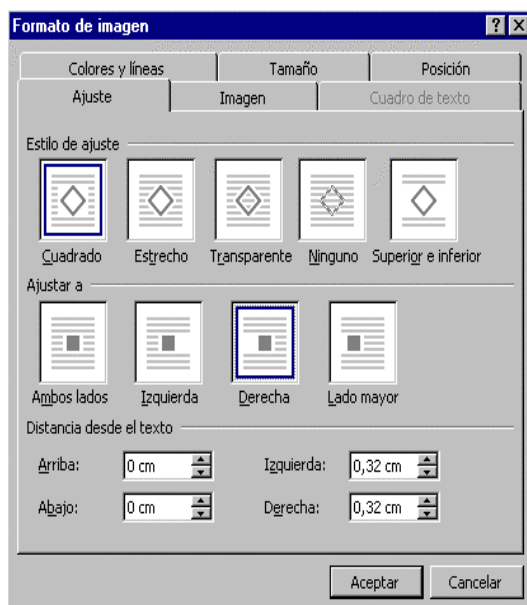 Formato de imagen
Colores y líneas Tamaño Posición
Ajuste Imagen Cuadro de texto
Estilo de ajuste
Cuadrado Estrecho Transparente Ninguno Superior e inferior
Ajustar a
Ambos lados Izquierda Derecha Lado mayor
Distancia desde el texto
Arriba: 0 cm Izquierda: 0,32 cm
Abajo: 0 cm Derecha: 0,32 cm
Aceptar Cancelar